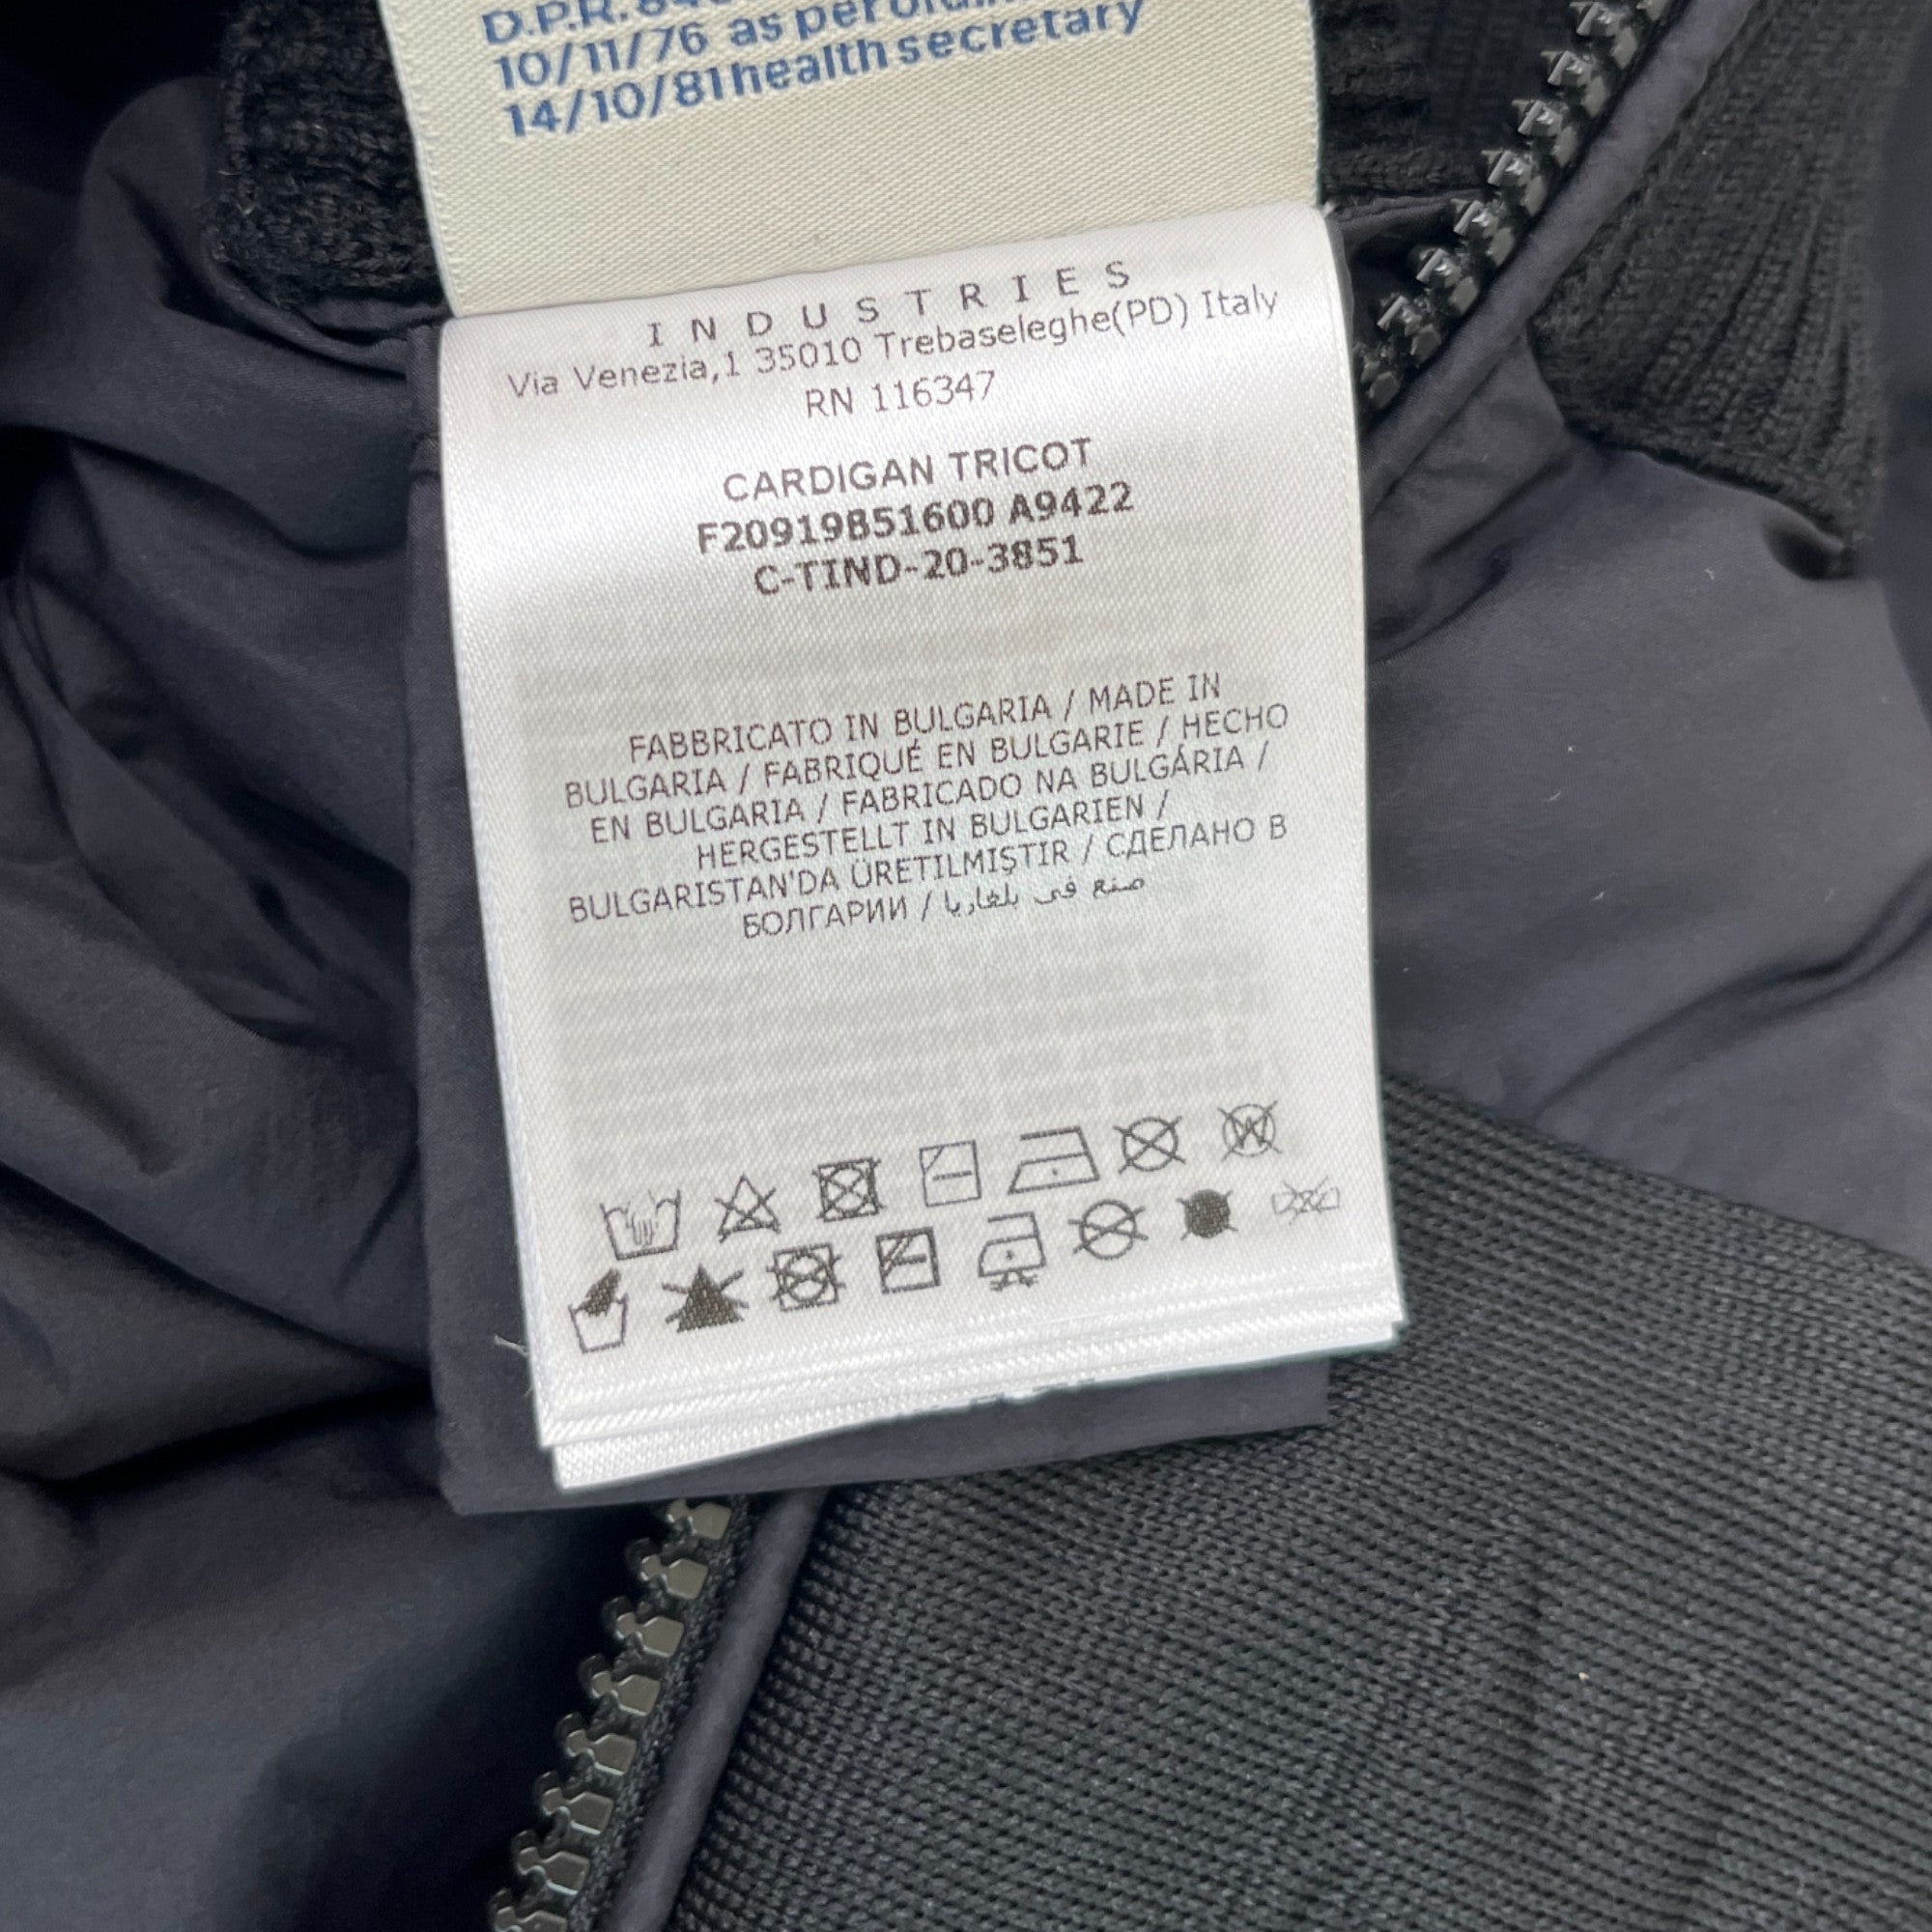 D.P.R.
10/11/76 as per
14/10/81 health secretary
INDUSTRIES
Via Venezia,1 35010 Trebaseleghe(PD) Italy
RN 116347
CARDIGAN TRICOT
F20919B51600 A9422
C-TIND-20-3851
FABBRICATO IN BULGARIA / MADE IN
BULGARIA / FABRIQUÉ EN BULGARIE / HECHO
EN BULGARIA / FABRICADO NA BULGÁRIA /
HERGESTELLT IN BULGARIEN /
BULGARISTAN'DA ÜRETILMIŞTIR / СДЕЛАНО В
БОЛГАРИИ / صنع في بلغاريا
W